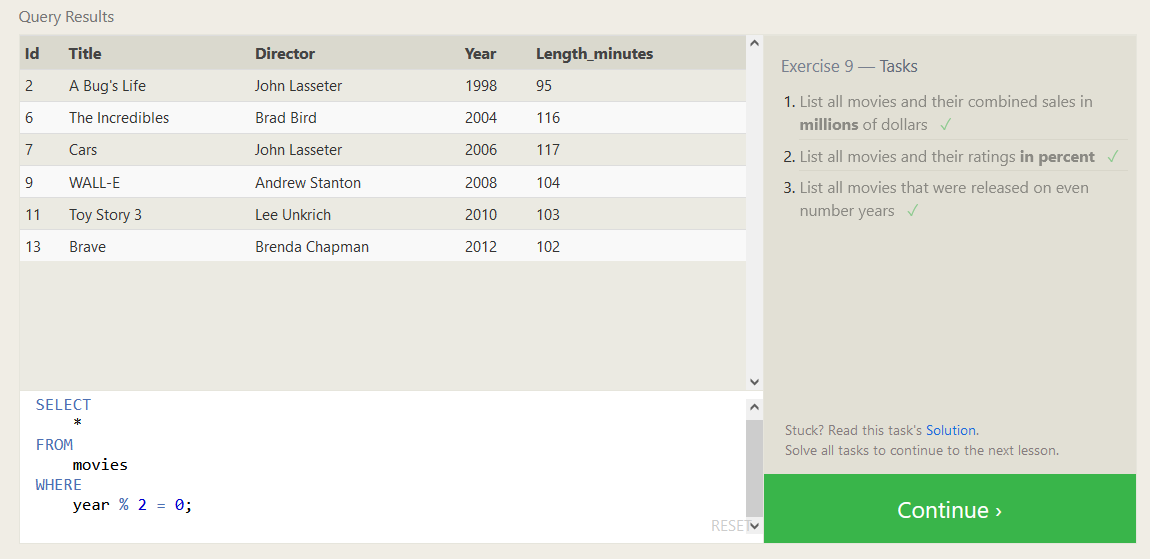 Query Results
Id Title Director Year Length_minutes
2 A Bug's Life John Lasseter 1998 95
6 The Incredibles Brad Bird 2004 116
7 Cars John Lasseter 2006 117
9 WALL-E Andrew Stanton 2008 104
11 Toy Story 3 Lee Unkrich 2010 103
13 Brave Brenda Chapman 2012 102
SELECT
*
FROM
movies
WHERE
year % 2 = 0;
RESET
Exercise 9 — Tasks
1. List all movies and their combined sales in
millions of dollars ✓
2. List all movies and their ratings in percent ✓
3. List all movies that were released on even
number years ✓
Stuck? Read this task's Solution.
Solve all tasks to continue to the next lesson.
Continue ›